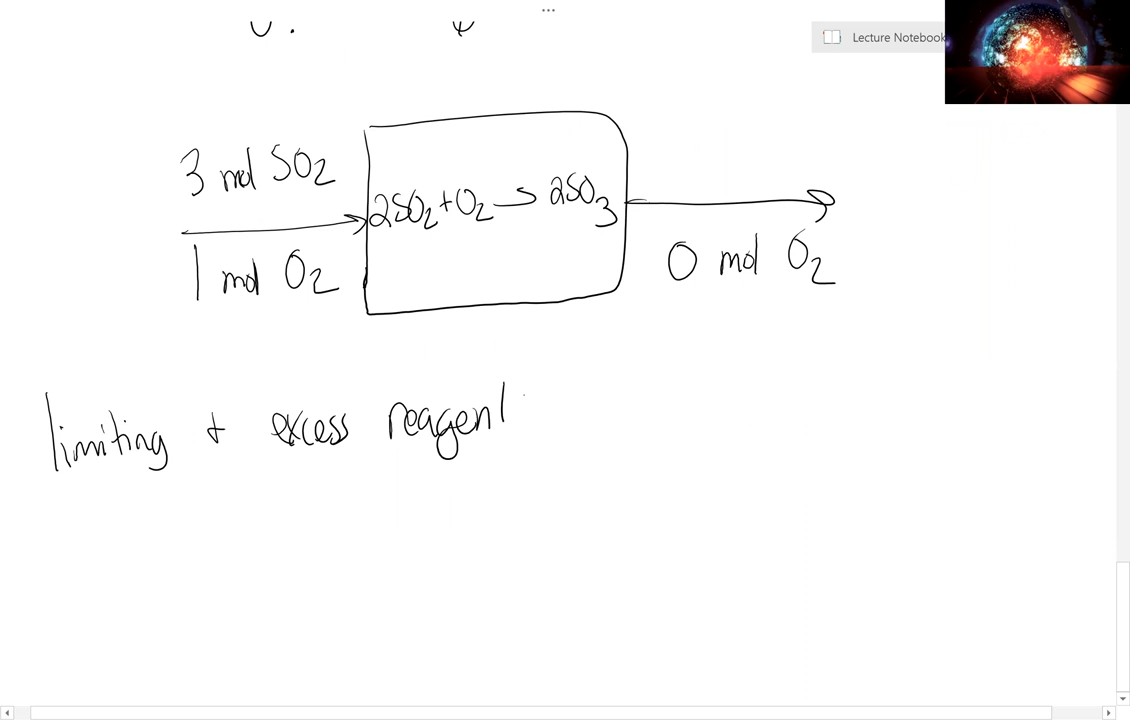 Lecture Notebook
3 mol SO2
2SO2+O2→2SO3
1 mol O2
0 mol O2
limiting + excess reagent